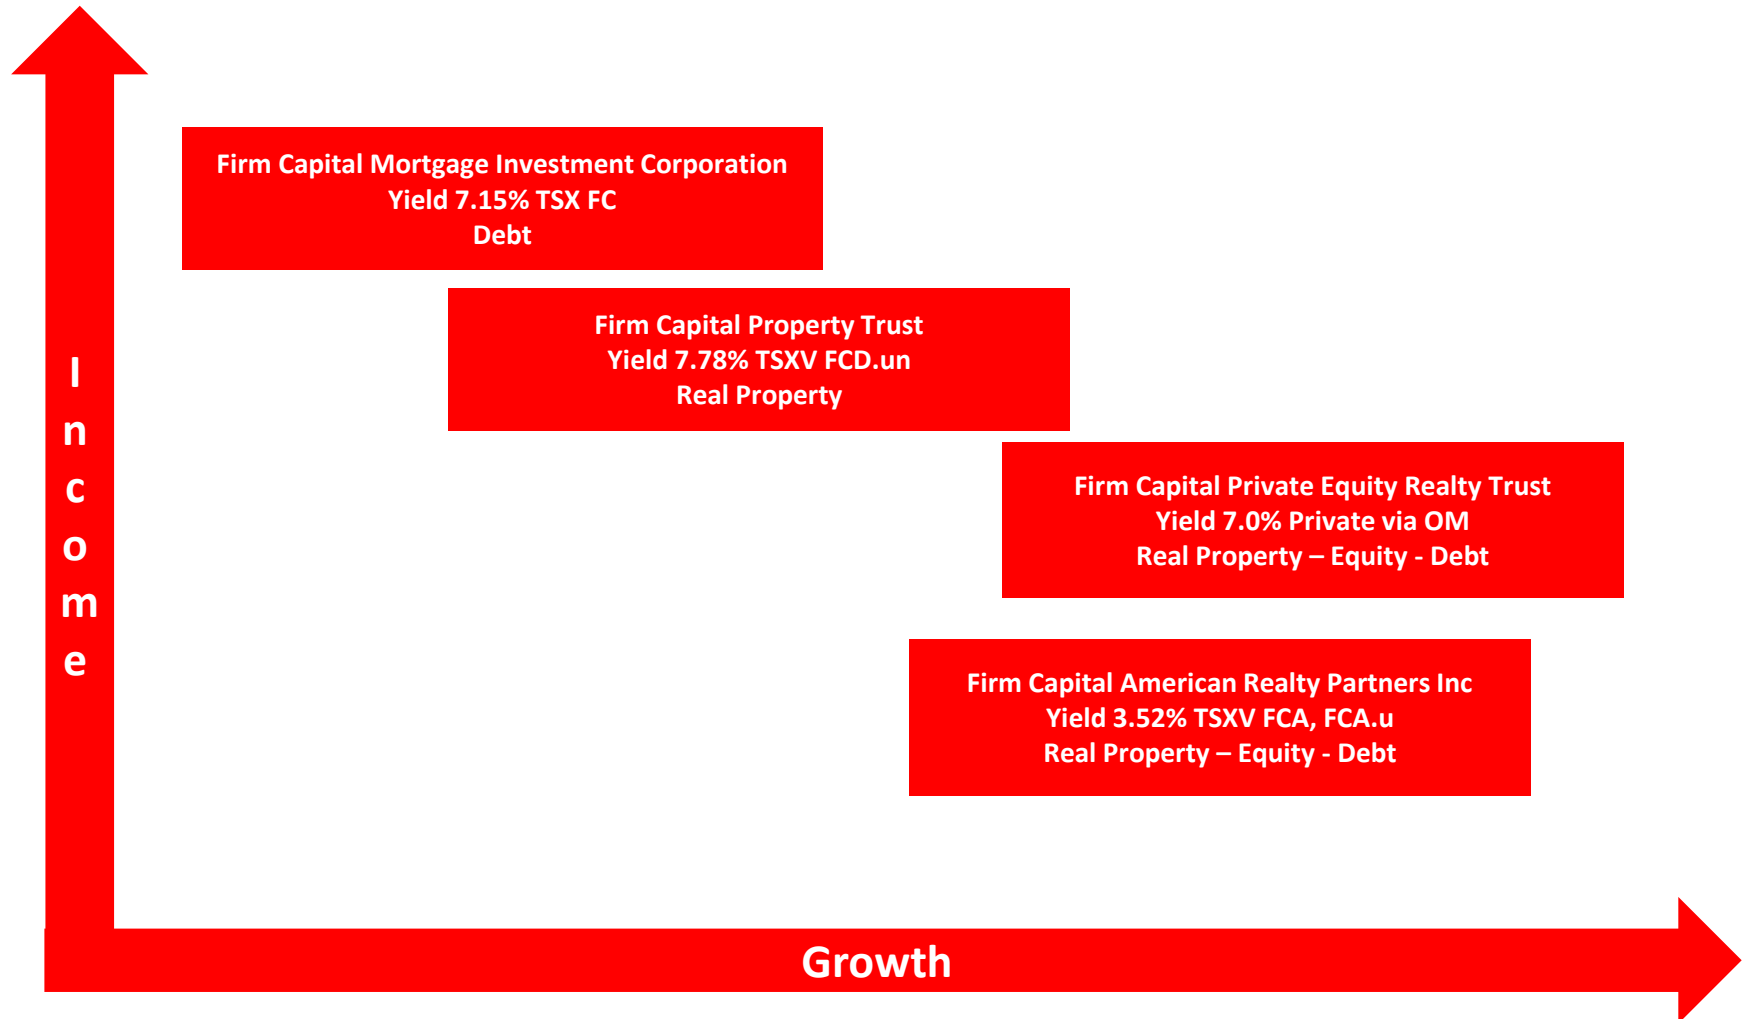 Firm Capital Mortgage Investment Corporation
Yield 7.15% TSX FC
Debt
Firm Capital Property Trust
Yield 7.78% TSXV FCD.un
Real Property
Income
Firm Capital Private Equity Realty Trust
Yield 7.0% Private via OM
Real Property – Equity - Debt
Firm Capital American Realty Partners Inc
Yield 3.52% TSXV FCA, FCA.u
Real Property – Equity - Debt
Growth